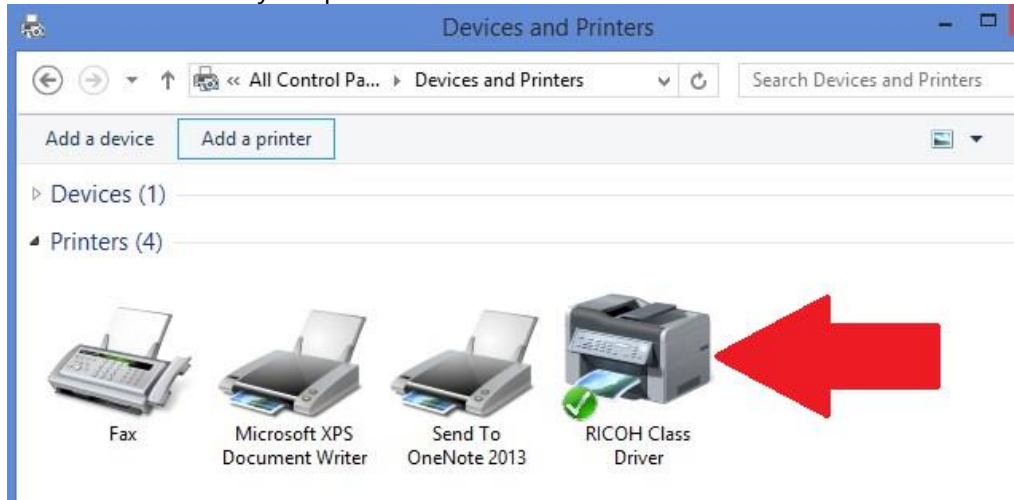 Devices and Printers
« All Control Pa... Devices and Printers
Search Devices and Printers
Add a device Add a printer
Devices (1)
Printers (4)
Fax
Microsoft XPS
Document Writer
Send To
OneNote 2013
RICOH Class
Driver